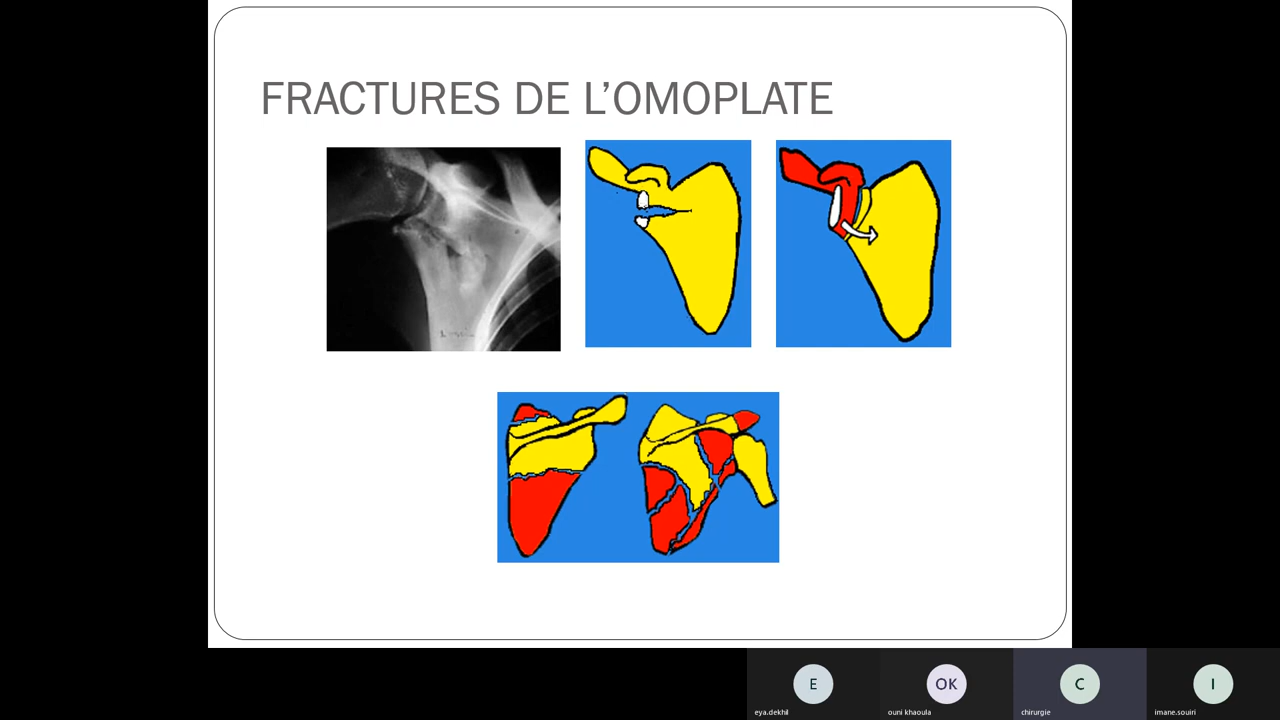 FRACTURES DE L’OMOPLATE
E
OK
C
I
eya.dekhil
ouni khaoula
chirurgie
imane.souiri